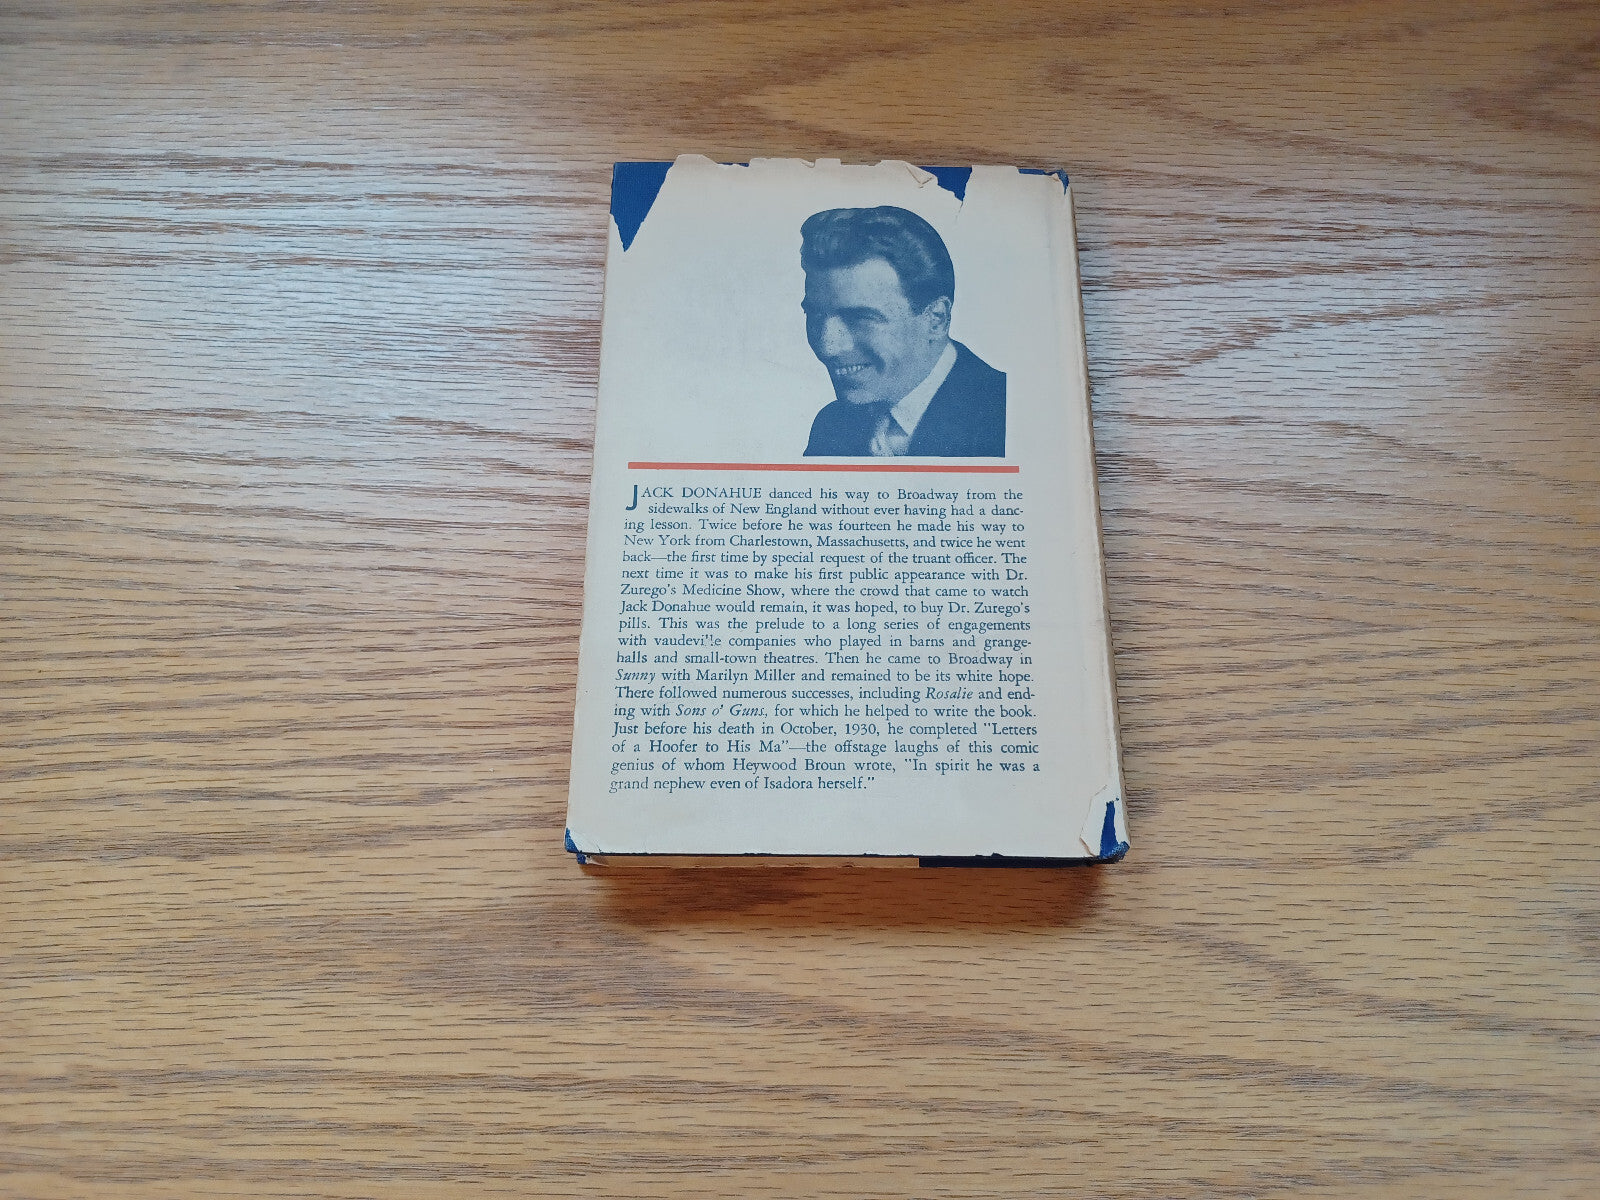 JACK DONAHUE danced his way to Broadway from the
sidewalks of New England without ever having had a danc-
ing lesson. Twice before he was fourteen he made his way to
New York from Charlestown, Massachusetts, and twice he went
back—the first time by special request of the truant officer. The
next time it was to make his first public appearance with Dr.
Zurego's Medicine Show, where the crowd that came to watch
Jack Donahue would remain, it was hoped, to buy Dr. Zurego's
pills. This was the prelude to a long series of engagements
with vaudeville companies who played in barns and grange-
halls and small-town theatres. Then he came to Broadway in
Sunny with Marilyn Miller and remained to be its white hope.
There followed numerous successes, including Rosalie and end-
ing with Sons o' Guns, for which he helped to write the book.
Just before his death in October, 1930, he completed "Letters
of a Hoofer to His Ma"—the offstage laughs of this comic
genius of whom Heywood Broun wrote, "In spirit he was a
grand nephew even of Isadora herself."